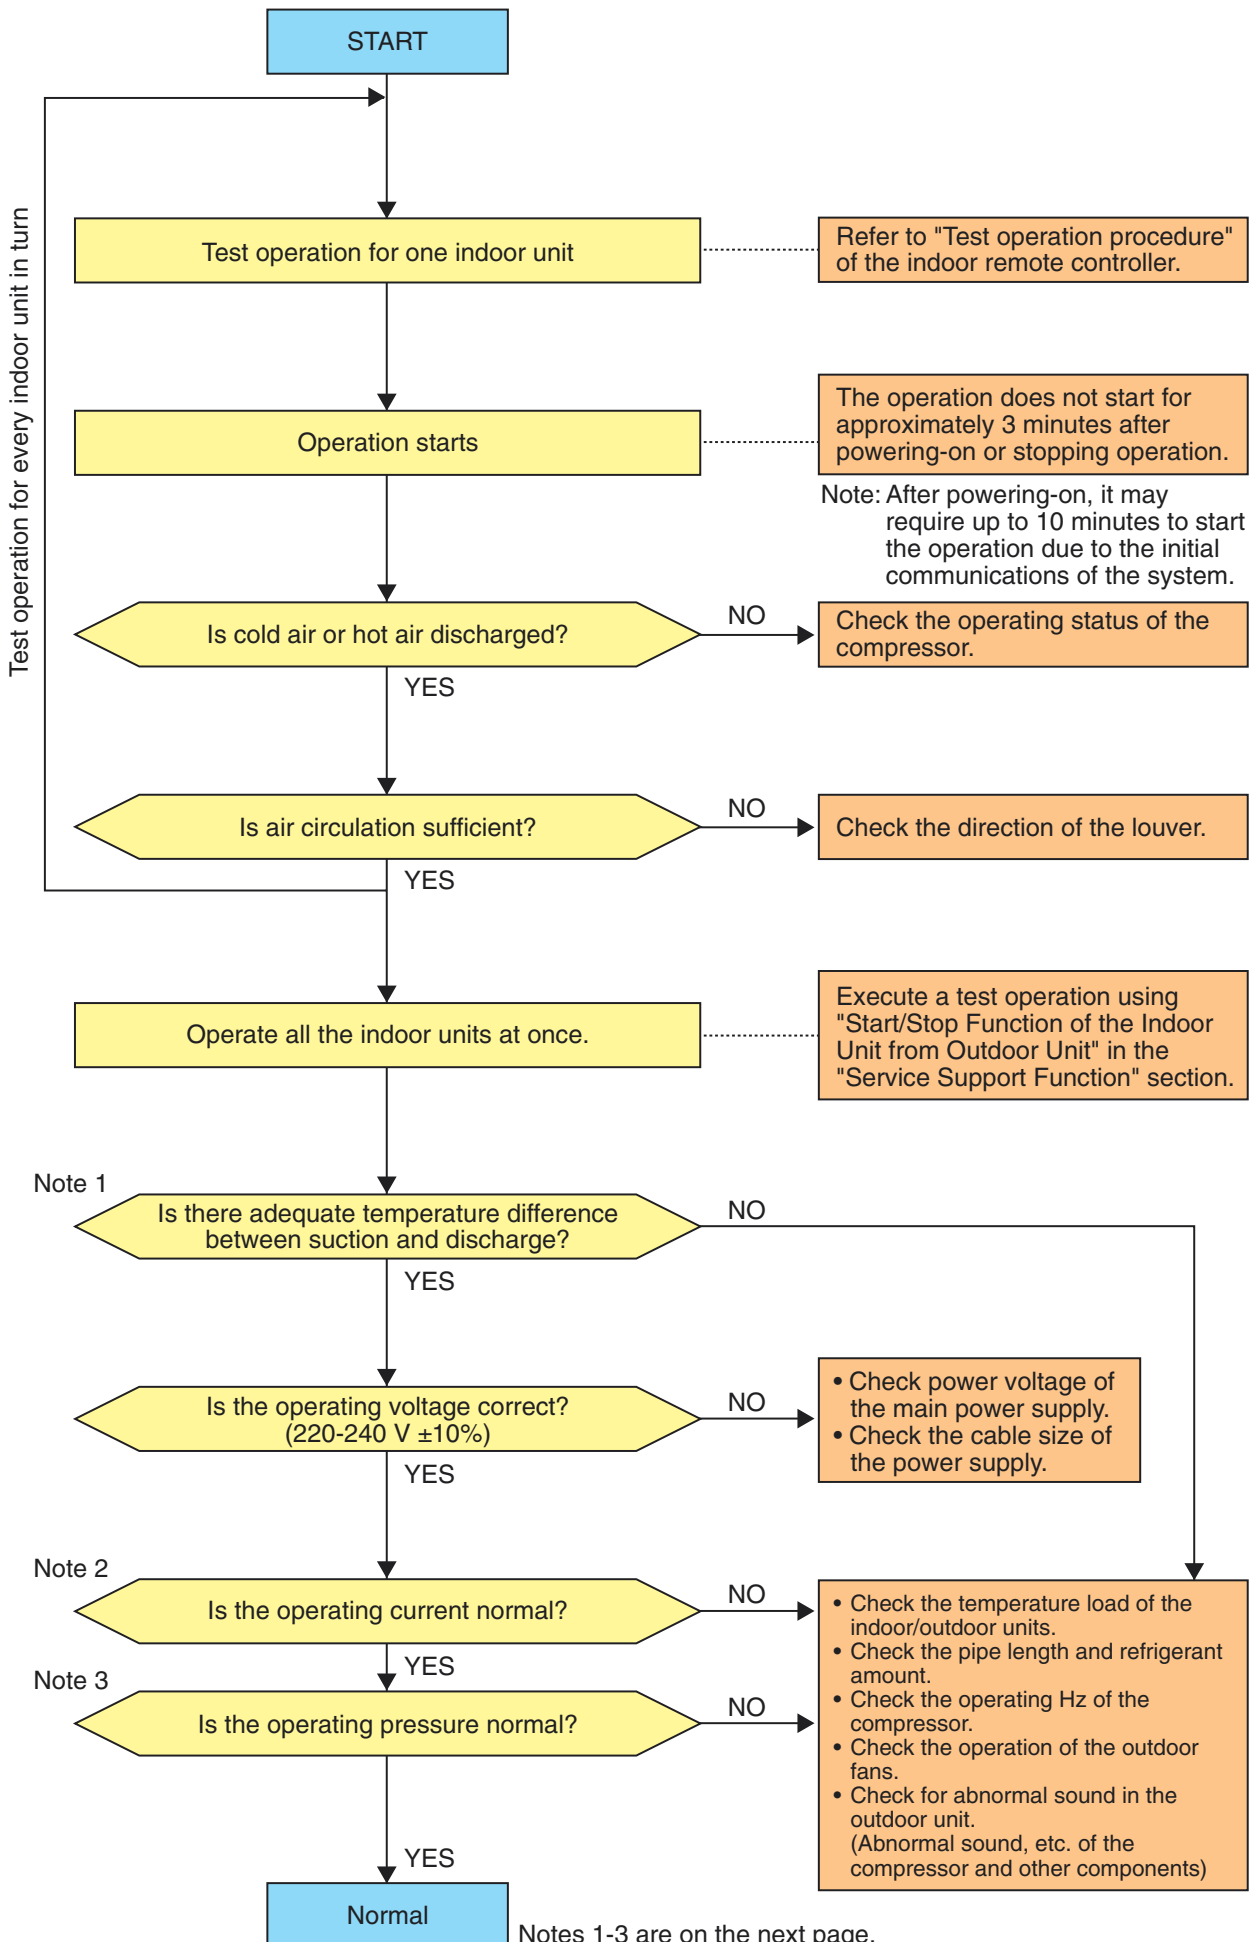 START
Test operation for every indoor unit in turn
Test operation for one indoor unit
Refer to "Test operation procedure"
of the indoor remote controller.
Operation starts
The operation does not start for
approximately 3 minutes after
powering-on or stopping operation.
Note: After powering-on, it may
require up to 10 minutes to start
the operation due to the initial
communications of the system.
Is cold air or hot air discharged?
NO
Check the operating status of the
compressor.
YES
Is air circulation sufficient?
NO
Check the direction of the louver.
YES
Operate all the indoor units at once.
Execute a test operation using
"Start/Stop Function of the Indoor
Unit from Outdoor Unit" in the
"Service Support Function" section.
Note 1
Is there adequate temperature difference
between suction and discharge?
NO
YES
Is the operating voltage correct?
(220-240 V ±10%)
NO
• Check power voltage of
the main power supply.
• Check the cable size of
the power supply.
YES
Note 2
Is the operating current normal?
NO
YES
Note 3
Is the operating pressure normal?
NO
• Check the temperature load of the
indoor/outdoor units.
• Check the pipe length and refrigerant
amount.
• Check the operating Hz of the
compressor.
• Check the operation of the outdoor
fans.
• Check for abnormal sound in the
outdoor unit.
(Abnormal sound, etc. of the
compressor and other components)
YES
Normal
Notes 1-3 are on the next page.